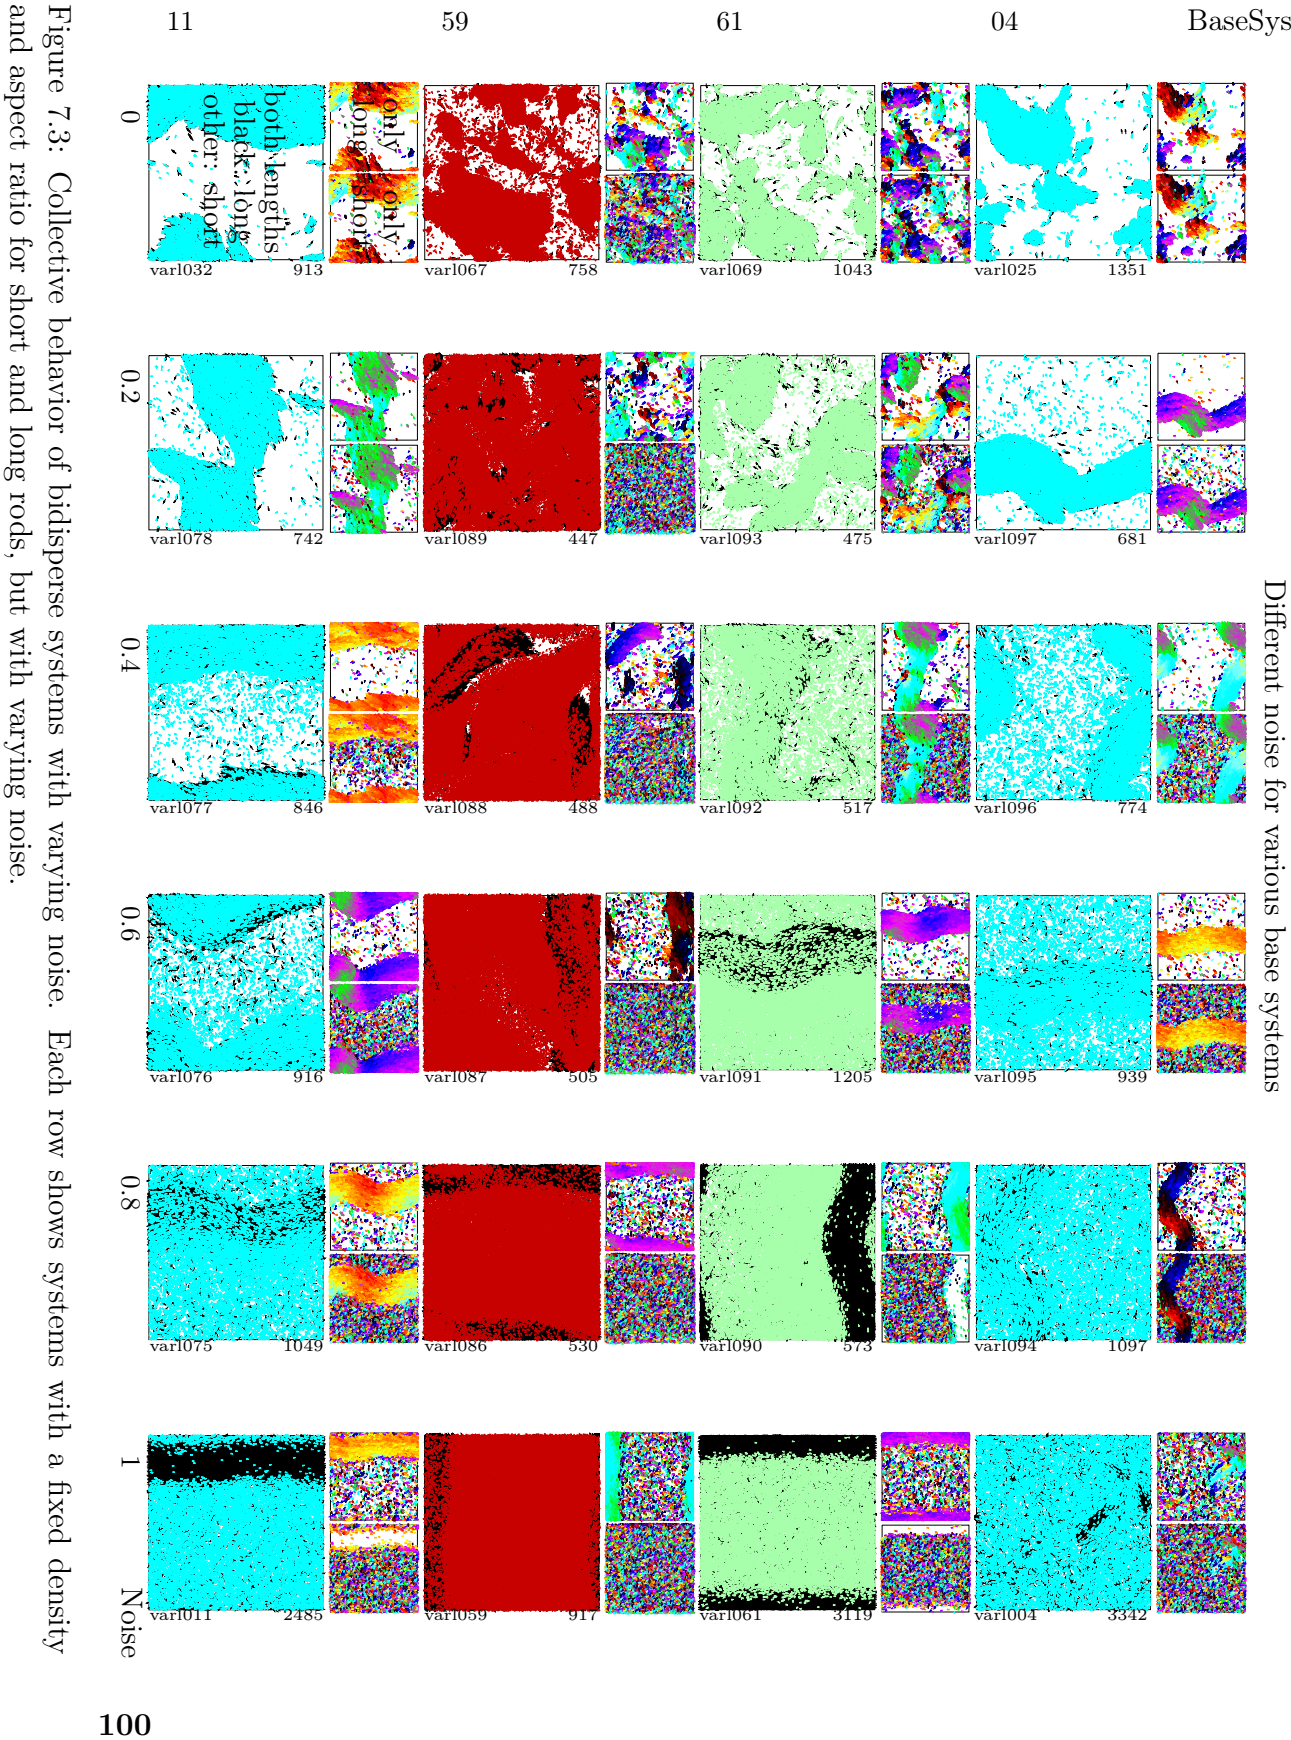 Different noise for various base systems
BaseSys
04
varl025 1351
varl097 681
varl096 774
varl095 939
varl094 1097
varl004 3342
61
varl069 1043
varl093 475
varl092 517
varl091 1205
varl090 573
varl061 3119
59
varl067 758
varl089 447
varl088 488
varl087 505
varl086 530
varl059 917
11
only only
long short
both lengths
black: long
other: short
varl032 913
varl078 742
varl077 846
varl076 916
varl075 1049
varl011 2485
0 0.2 0.4 0.6 0.8 1 Noise
Figure 7.3: Collective behavior of bidisperse systems with varying noise. Each row shows systems with a fixed density
and aspect ratio for short and long rods, but with varying noise.
100